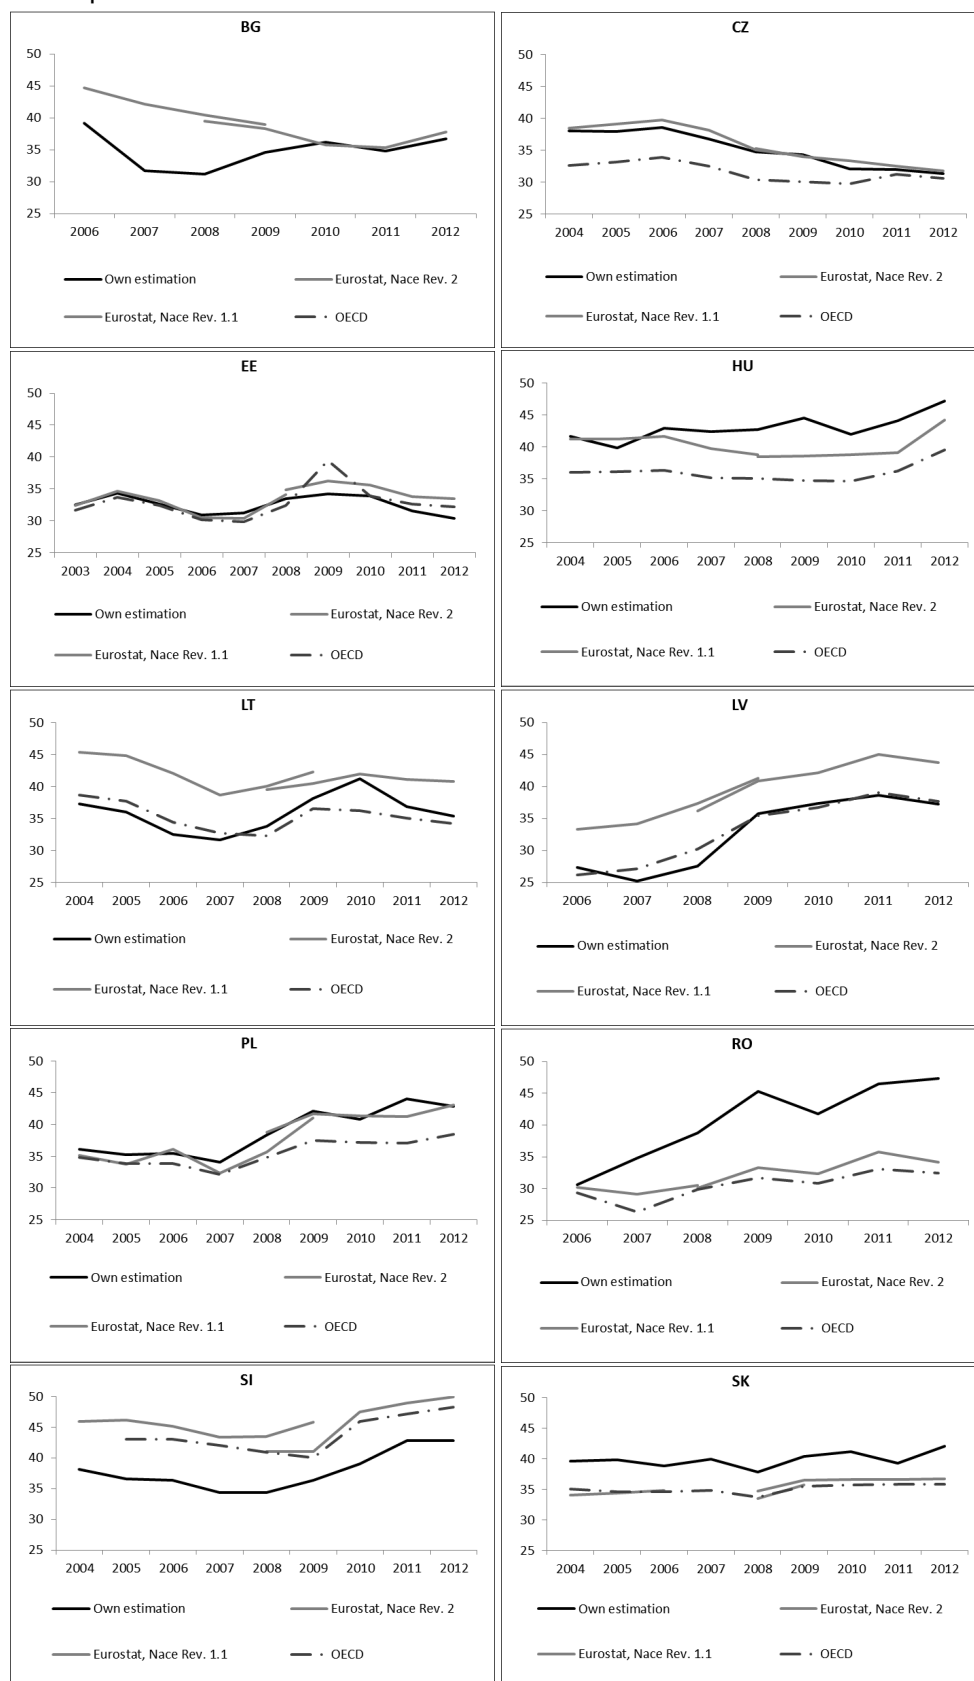 BG
50
45
40
35
30
25
2006 2007 2008 2009 2010 2011 2012
Own estimation Eurostat, Nace Rev. 2
Eurostat, Nace Rev. 1.1 OECD
CZ
50
45
40
35
30
25
2004 2005 2006 2007 2008 2009 2010 2011 2012
Own estimation Eurostat, Nace Rev. 2
Eurostat, Nace Rev. 1.1 OECD
EE
50
45
40
35
30
25
2003 2004 2005 2006 2007 2008 2009 2010 2011 2012
Own estimation Eurostat, Nace Rev. 2
Eurostat, Nace Rev. 1.1 OECD
HU
50
45
40
35
30
25
2004 2005 2006 2007 2008 2009 2010 2011 2012
Own estimation Eurostat, Nace Rev. 2
Eurostat, Nace Rev. 1.1 OECD
LT
50
45
40
35
30
25
2004 2005 2006 2007 2008 2009 2010 2011 2012
Own estimation Eurostat, Nace Rev. 2
Eurostat, Nace Rev. 1.1 OECD
LV
50
45
40
35
30
25
2006 2007 2008 2009 2010 2011 2012
Own estimation Eurostat, Nace Rev. 2
Eurostat, Nace Rev. 1.1 OECD
PL
50
45
40
35
30
25
2004 2005 2006 2007 2008 2009 2010 2011 2012
Own estimation Eurostat, Nace Rev. 2
Eurostat, Nace Rev. 1.1 OECD
RO
50
45
40
35
30
25
2006 2007 2008 2009 2010 2011 2012
Own estimation Eurostat, Nace Rev. 2
Eurostat, Nace Rev. 1.1 OECD
SI
50
45
40
35
30
25
2004 2005 2006 2007 2008 2009 2010 2011 2012
Own estimation Eurostat, Nace Rev. 2
Eurostat, Nace Rev. 1.1 OECD
SK
50
45
40
35
30
25
2004 2005 2006 2007 2008 2009 2010 2011 2012
Own estimation Eurostat, Nace Rev. 2
Eurostat, Nace Rev. 1.1 OECD